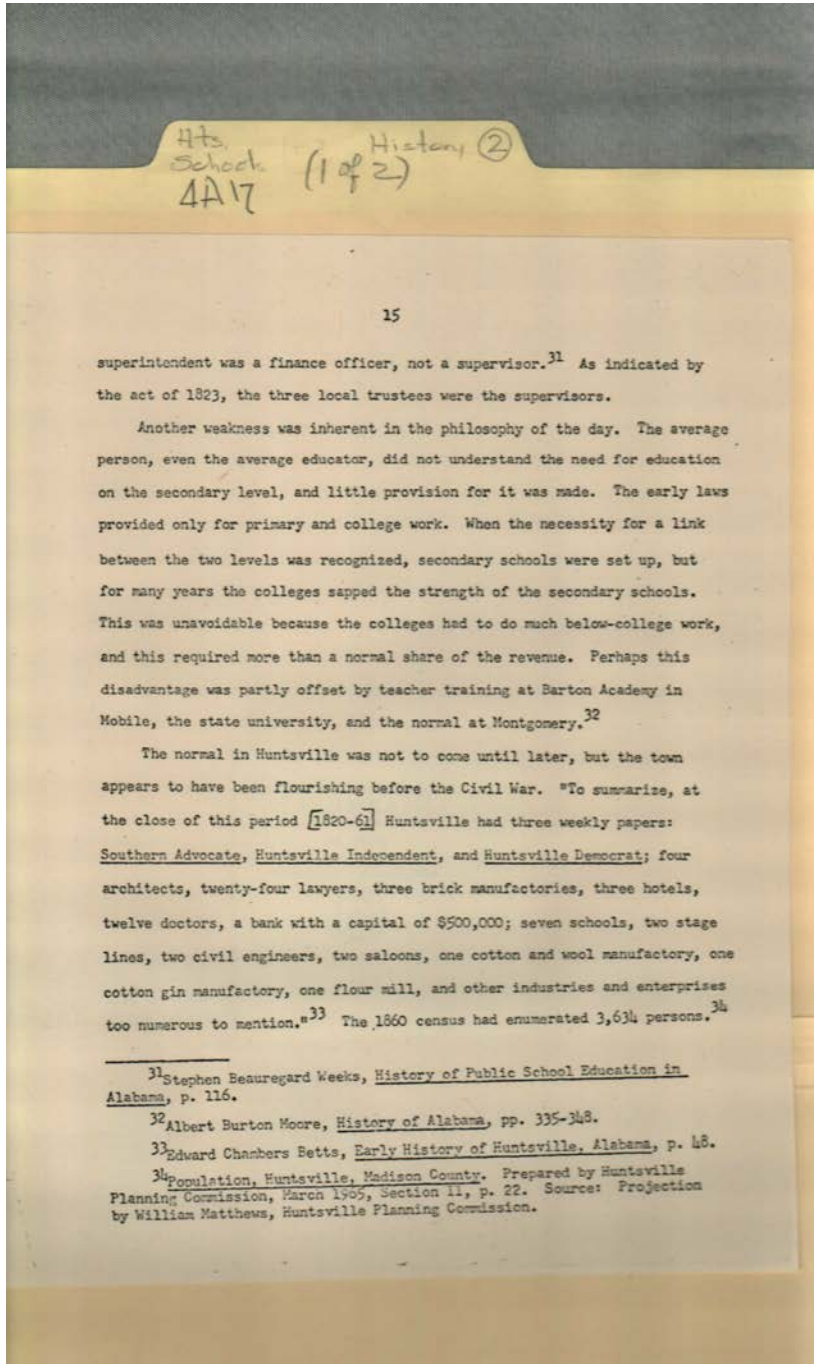 Hts. History ②
Schools (1 of 2)
4A17
15
superintendent was a finance officer, not a supervisor.31 As indicated by
the act of 1823, the three local trustees were the supervisors.
Another weakness was inherent in the philosophy of the day. The average
person, even the average educator, did not understand the need for education
on the secondary level, and little provision for it was made. The early laws
provided only for primary and college work. When the necessity for a link
between the two levels was recognized, secondary schools were set up, but
for many years the colleges sapped the strength of the secondary schools.
This was unavoidable because the colleges had to do much below-college work,
and this required more than a normal share of the revenue. Perhaps this
disadvantage was partly offset by teacher training at Barton Academy in
Mobile, the state university, and the normal at Montgomery.32
The normal in Huntsville was not to come until later, but the town
appears to have been flourishing before the Civil War. "To summarize, at
the close of this period [1820-61] Huntsville had three weekly papers:
Southern Advocate, Huntsville Independent, and Huntsville Democrat; four
architects, twenty-four lawyers, three brick manufactories, three hotels,
twelve doctors, a bank with a capital of $500,000; seven schools, two stage
lines, two civil engineers, two saloons, one cotton and wool manufactory, one
cotton gin manufactory, one flour mill, and other industries and enterprises
too numerous to mention."33 The 1860 census had enumerated 3,634 persons.34
31Stephen Beauregard Weeks, History of Public School Education in
Alabama, p. 116.
32Albert Burton Moore, History of Alabama, pp. 335-348.
33Edward Chambers Betts, Early History of Huntsville, Alabama, p. 48.
34Population, Huntsville, Madison County. Prepared by Huntsville
Planning Commission, March 1965, Section II, p. 22. Source: Projection
by William Matthews, Huntsville Planning Commission.